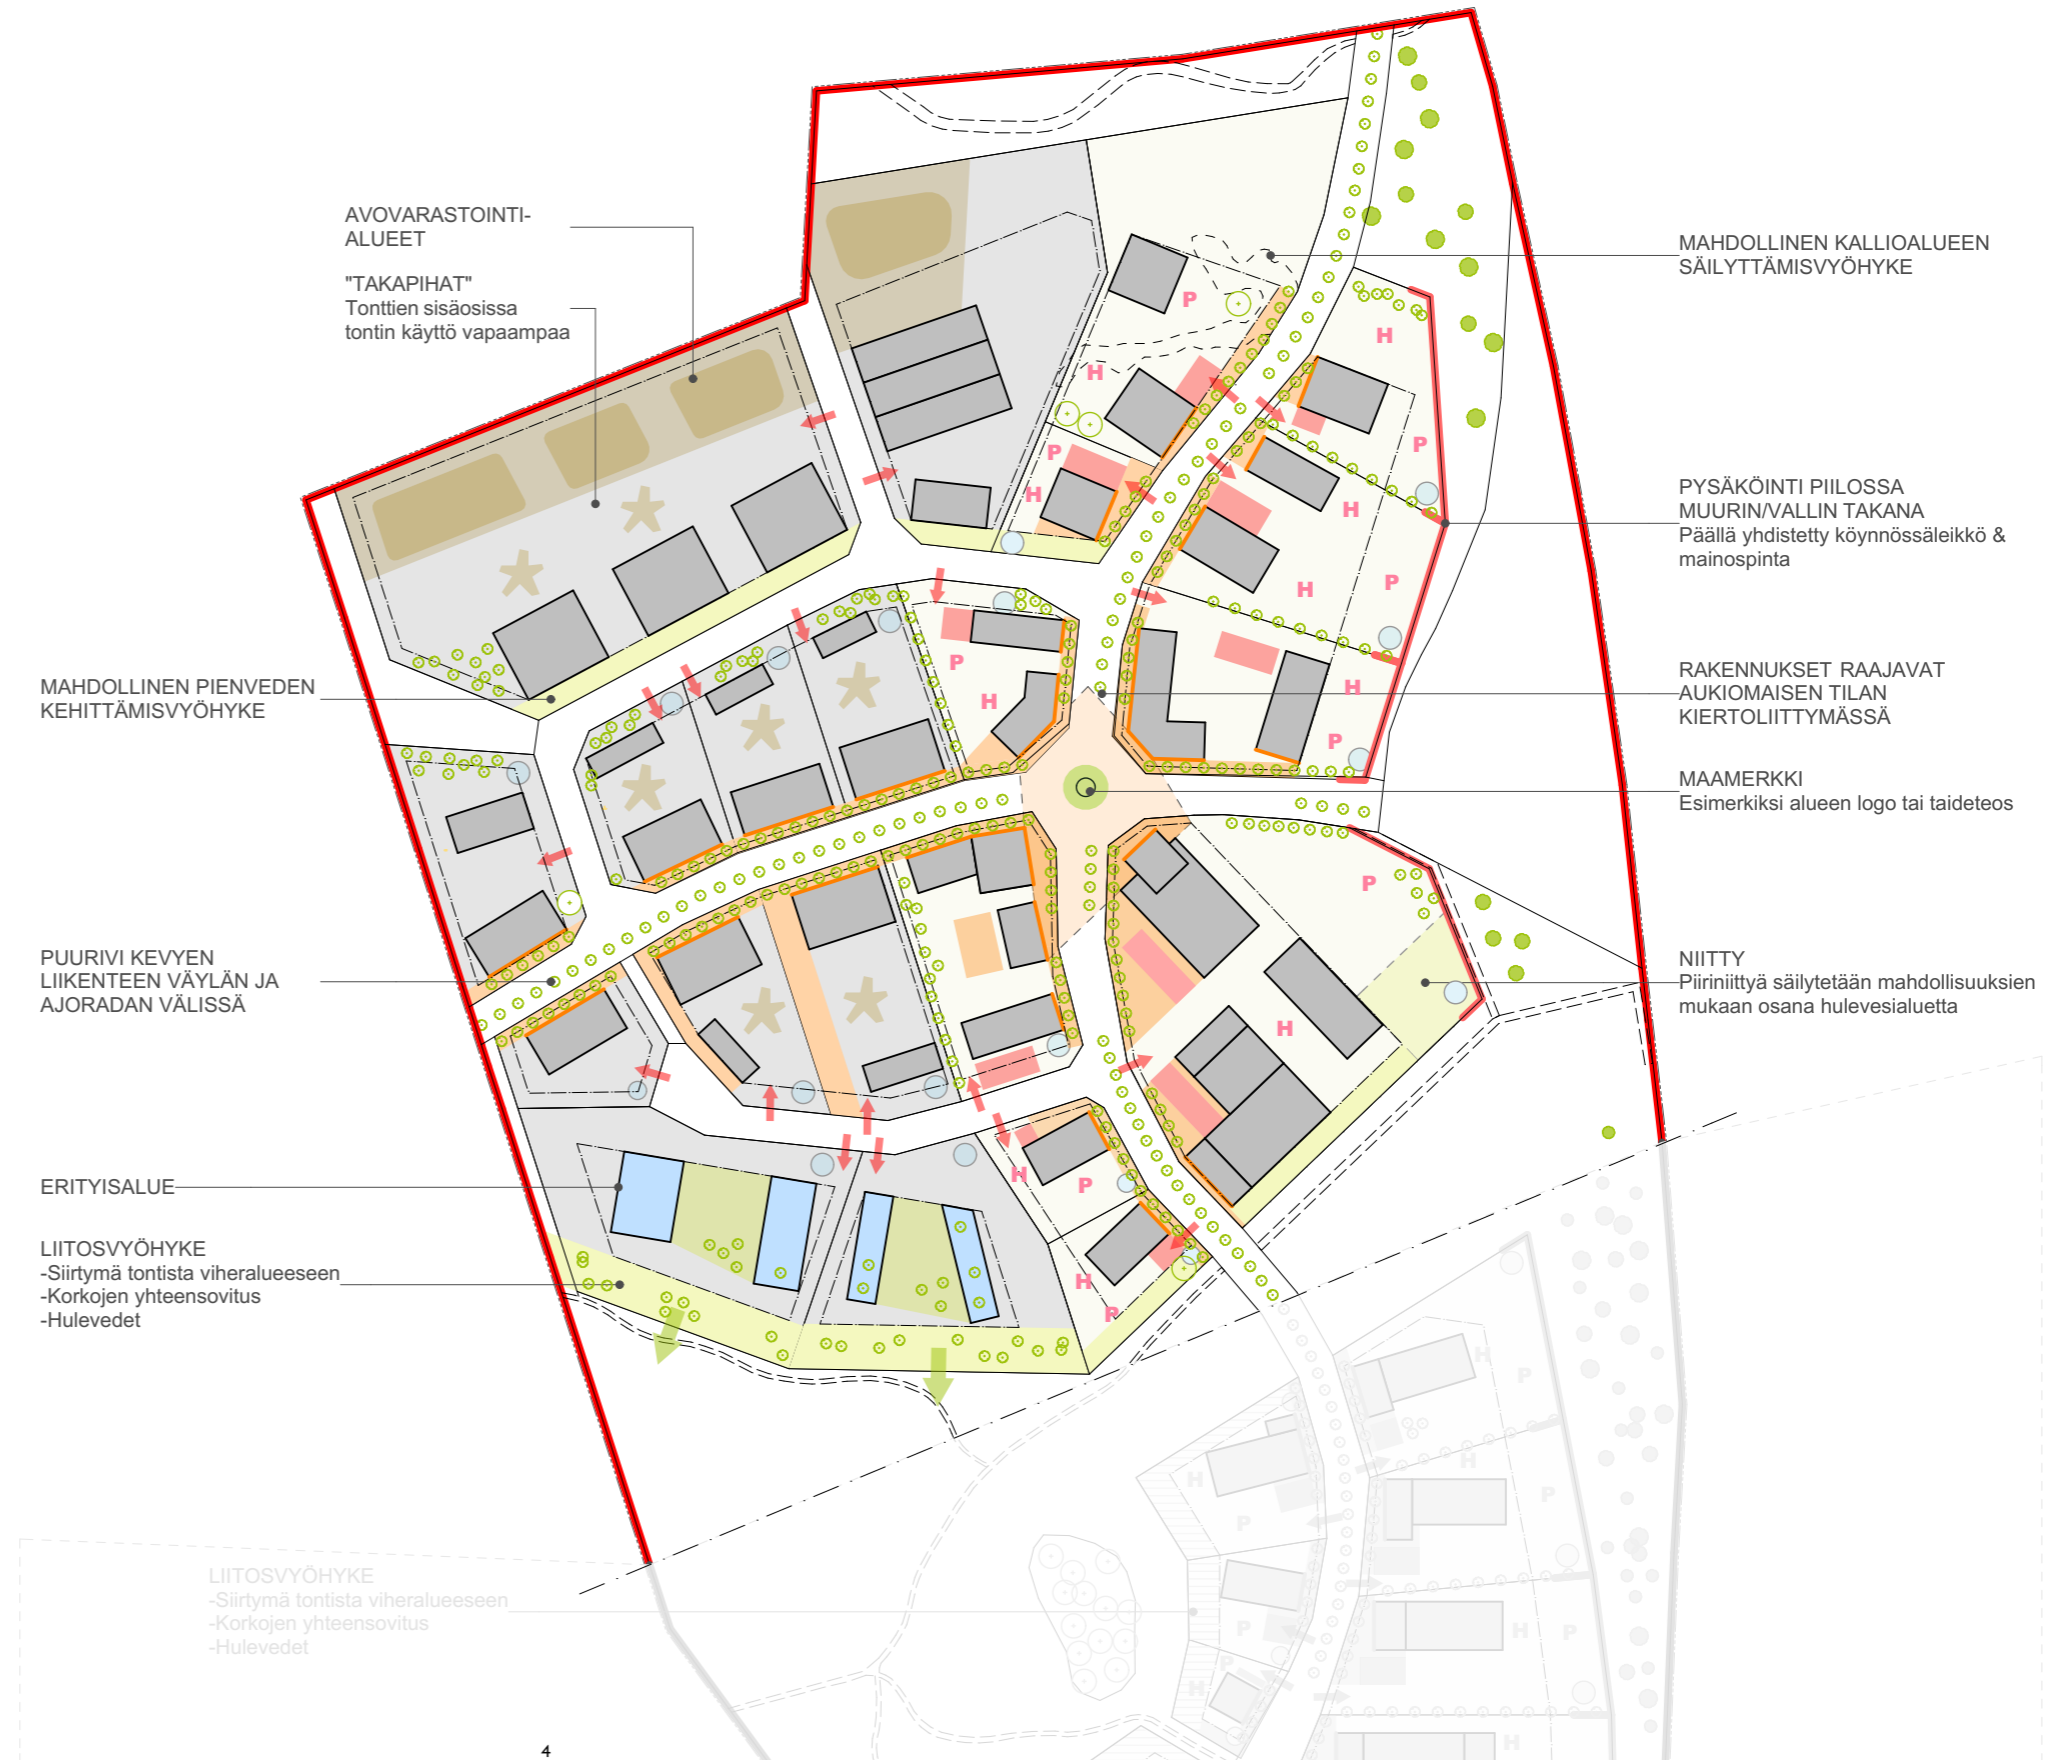 AVOVARASTOINTI-
ALUEET
"TAKAPIHAT"
Tonttien sisäosissa
tontin käyttö vapaampaa
MAHDOLLINEN PIENVEDEN
KEHITTÄMISVYÖHYKE
PUURIVI KEVYEN
LIIKENTEEN VÄYLÄN JA
AJORADAN VÄLISSÄ
ERITYISALUE
LIITOSVYÖHYKE
-Siirtymä tontista viheralueeseen
-Korkojen yhteensovitus
-Hulevedet
MAHDOLLINEN KALLIOALUEEN
SÄILYTTÄMISVYÖHYKE
PYSÄKÖINTI PIILOSSA
MUURIN/VALLIN TAKANA
Päällä yhdistetty köynnössäleikkö &
mainospinta
RAKENNUKSET RAAJAVAT
AUKIOMAISEN TILAN
KIERTOLIITTYMÄSSÄ
MAAMERKKI
Esimerkiksi alueen logo tai taideteos
NIITTY
Piiriniittyä säilytetään mahdollisuuksien
mukaan osana hulevesialuetta
P
H
H
P
P
H
H
P
H
P
H
P
H
P
P
H
H
P
H
P
H
P
LIITOSVYÖHYKE
-Siirtymä tontista viheralueeseen
-Korkojen yhteensovitus
-Hulevedet
H
P
H
H
P
P
H
P
P
P
H
H
4